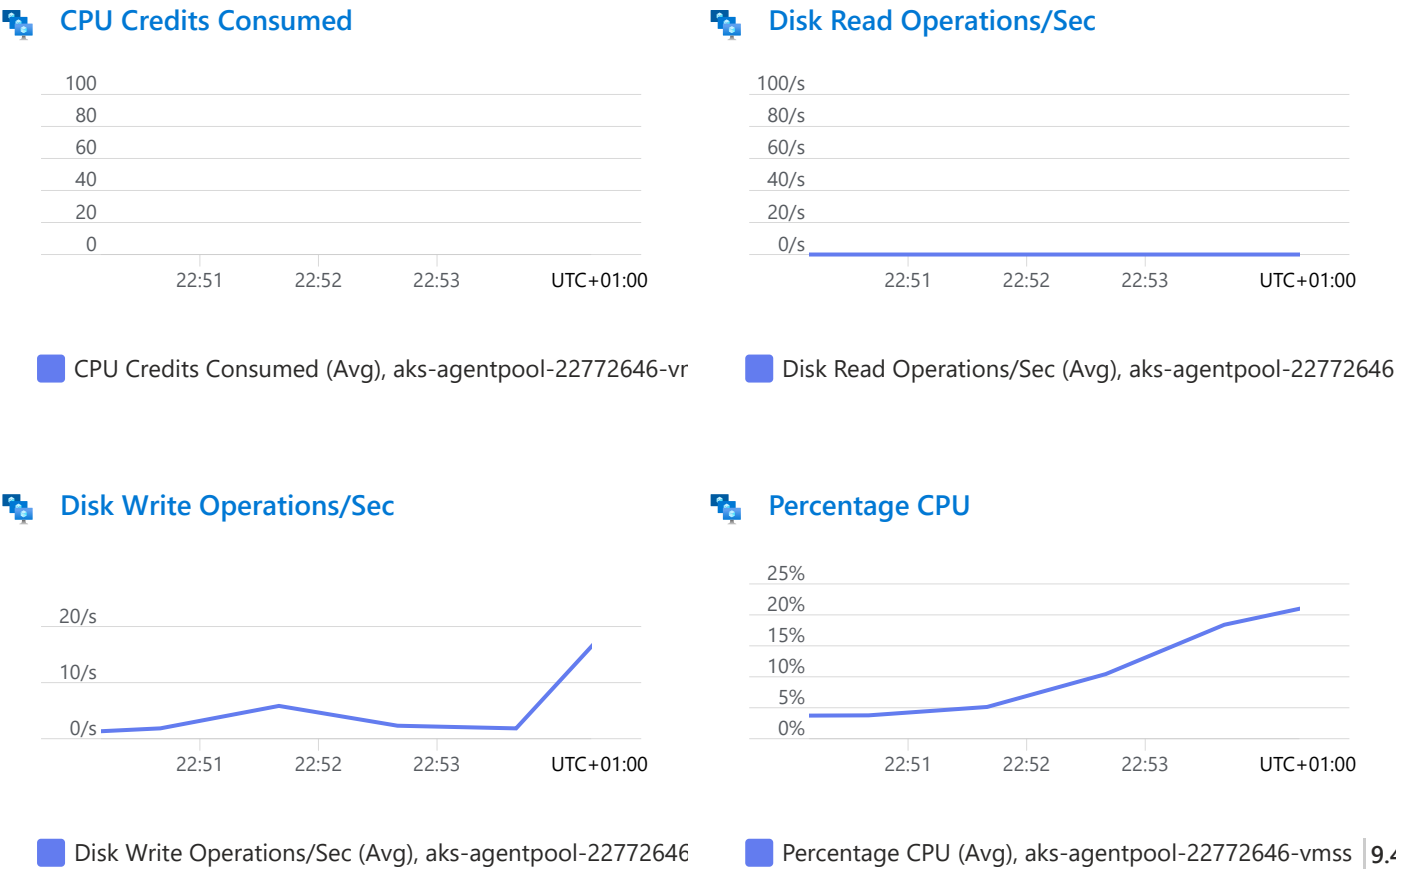 CPU Credits Consumed
100
80
60
40
20
0
22:51 22:52 22:53 UTC+01:00
CPU Credits Consumed (Avg), aks-agentpool-22772646-vr
Disk Read Operations/Sec
100/s
80/s
60/s
40/s
20/s
0/s
22:51 22:52 22:53 UTC+01:00
Disk Read Operations/Sec (Avg), aks-agentpool-22772646
Disk Write Operations/Sec
20/s
10/s
0/s
22:51 22:52 22:53 UTC+01:00
Disk Write Operations/Sec (Avg), aks-agentpool-22772646
Percentage CPU
25%
20%
15%
10%
5%
0%
22:51 22:52 22:53 UTC+01:00
Percentage CPU (Avg), aks-agentpool-22772646-vmss 9.4